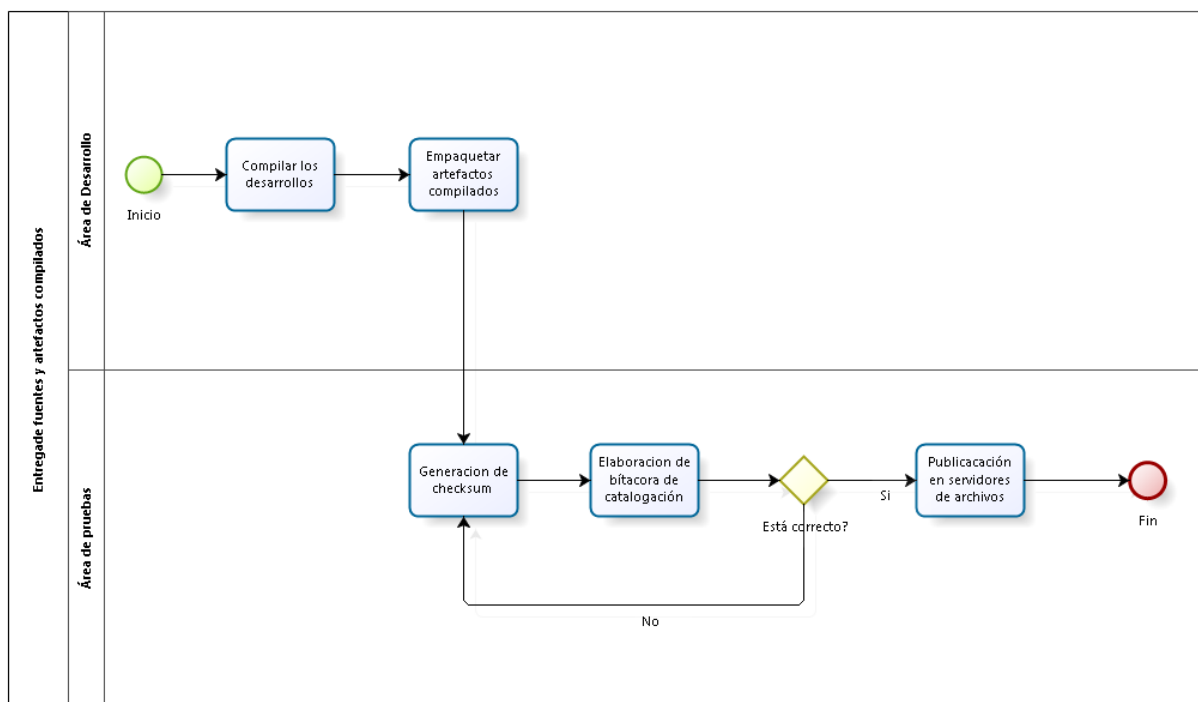 Entregade fuentes y artefactos compilados
Área de Desarrollo
Inicio
Compilar los
desarrollos
Empaquetar
artefactos
compilados
Área de pruebas
Generacion de
checksum
Elaboracion de
bítacora de
catalogación
Está correcto?
Si
No
Publicacación
en servidores
de archivos
Fin